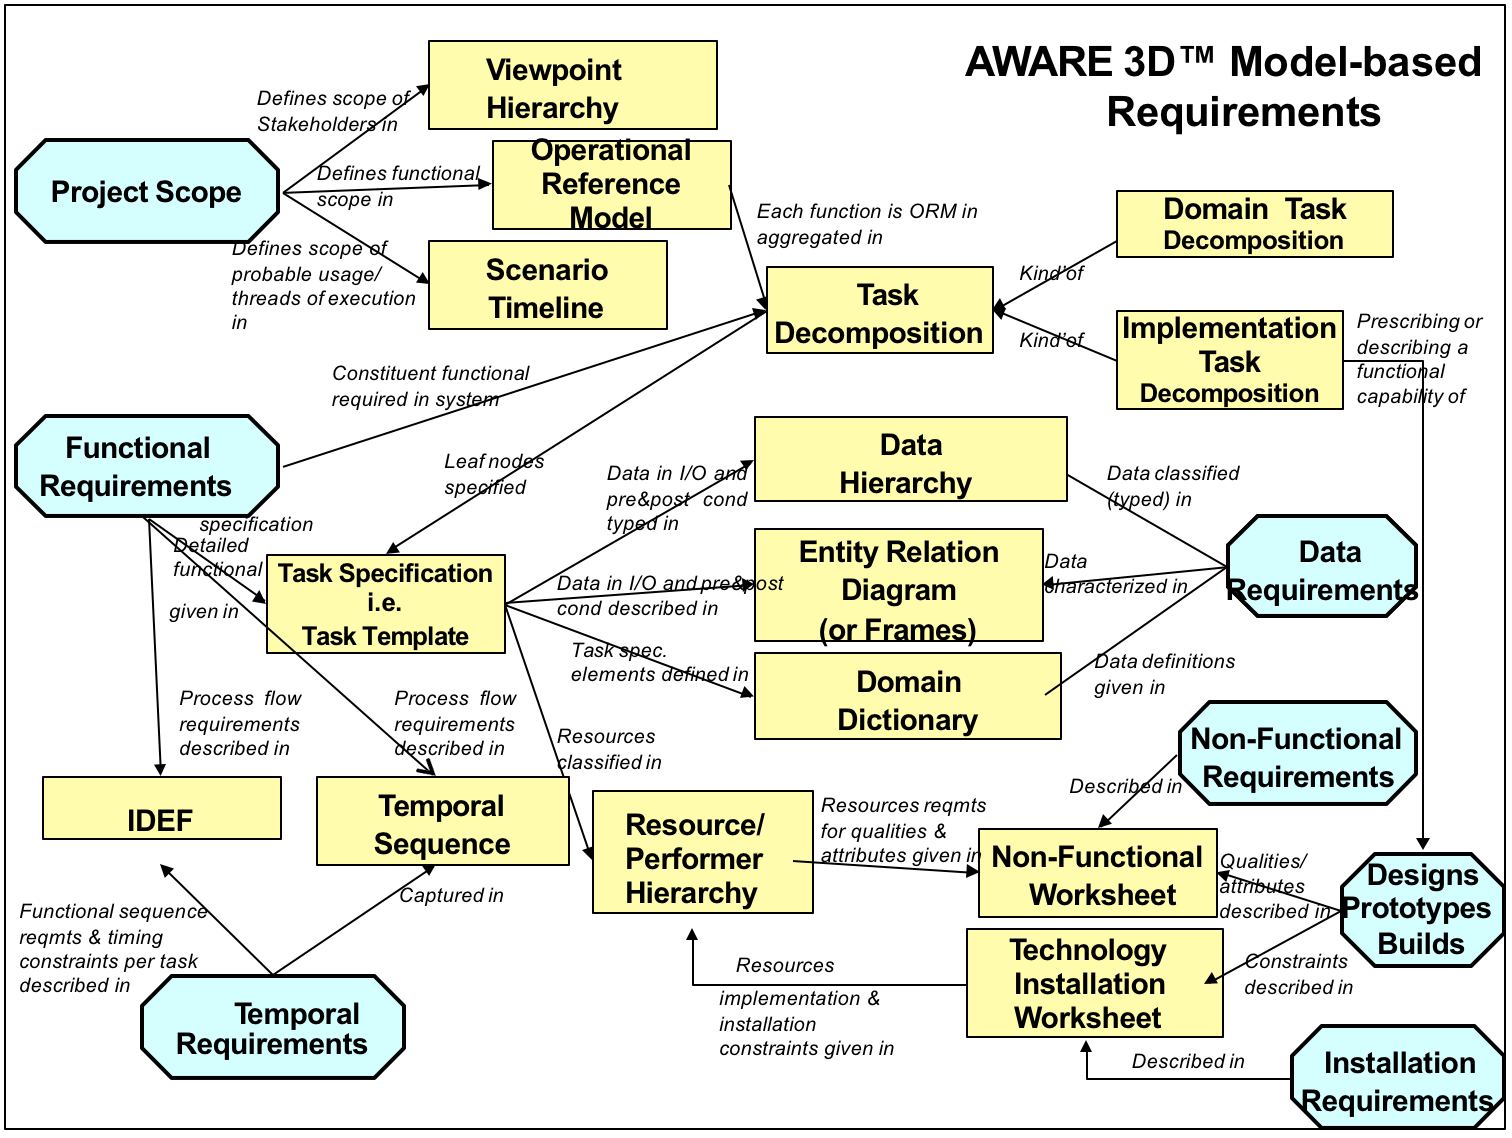 AWARE 3D™ Model-based
Requirements
Viewpoint
Hierarchy
Defines scope of
Stakeholders in
Project Scope
Defines functional
scope in
Operational
Reference
Model
Defines scope of
probable usage/
threads of execution
in
Scenario
Timeline
Each function is ORM in
aggregated in
Domain Task
Decomposition
Kind'of
Task
Decomposition
Kind'of
Implementation
Task
Decomposition
Prescribing or
describing a
functional
capability of
Constituent functional
required in system
Functional
Requirements
Leaf nodes
specified
Data in I/O and
pre&post cond
typed in
Data
Hierarchy
Data classified
(typed) in
specification
Detailed
functional
given in
Task Specification
i.e.
Task Template
Data in I/O and pre&post
cond described in
Entity Relation
Diagram
(or Frames)
Data
characterized in
Data
Requirements
Task spec.
elements defined in
Domain
Dictionary
Data definitions
given in
Process flow
requirements
described in
Process flow
requirements
described in
Resources
classified in
Non-Functional
Requirements
Described in
IDEF
Temporal
Sequence
Resource/
Performer
Hierarchy
Resources reqmts
for qualities &
attributes given in
Non-Functional
Worksheet
Qualities/
attributes
described in
Designs
Prototypes
Builds
Captured in
Functional sequence
reqmts & timing
constraints per task
described in
Temporal
Requirements
Resources
implementation &
installation
constraints given in
Technology
Installation
Worksheet
Constraints
described in
Described in
Installation
Requirements